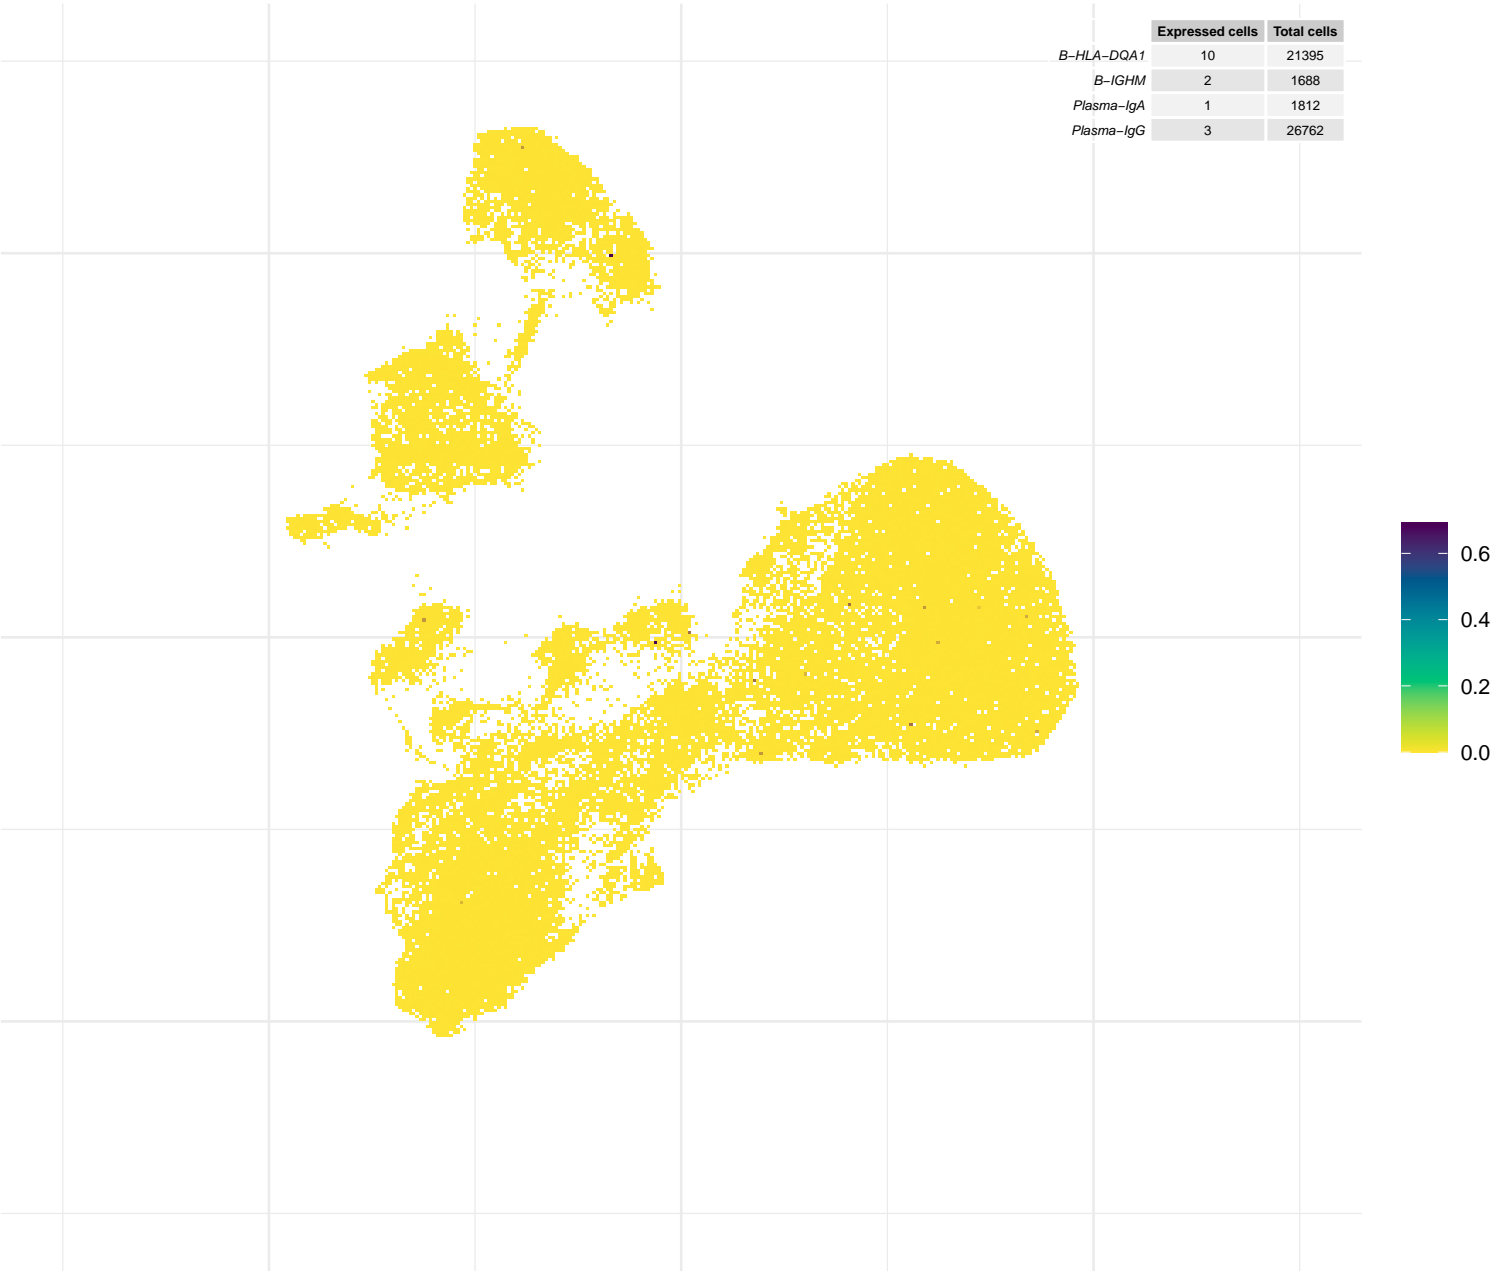 Expressed cells Total cells
B−HLA−DQA1 10 21395
B−IGHM 2 1688
Plasma−IgA 1 1812
Plasma−IgG 3 26762
0.6
0.4
0.2
0.0